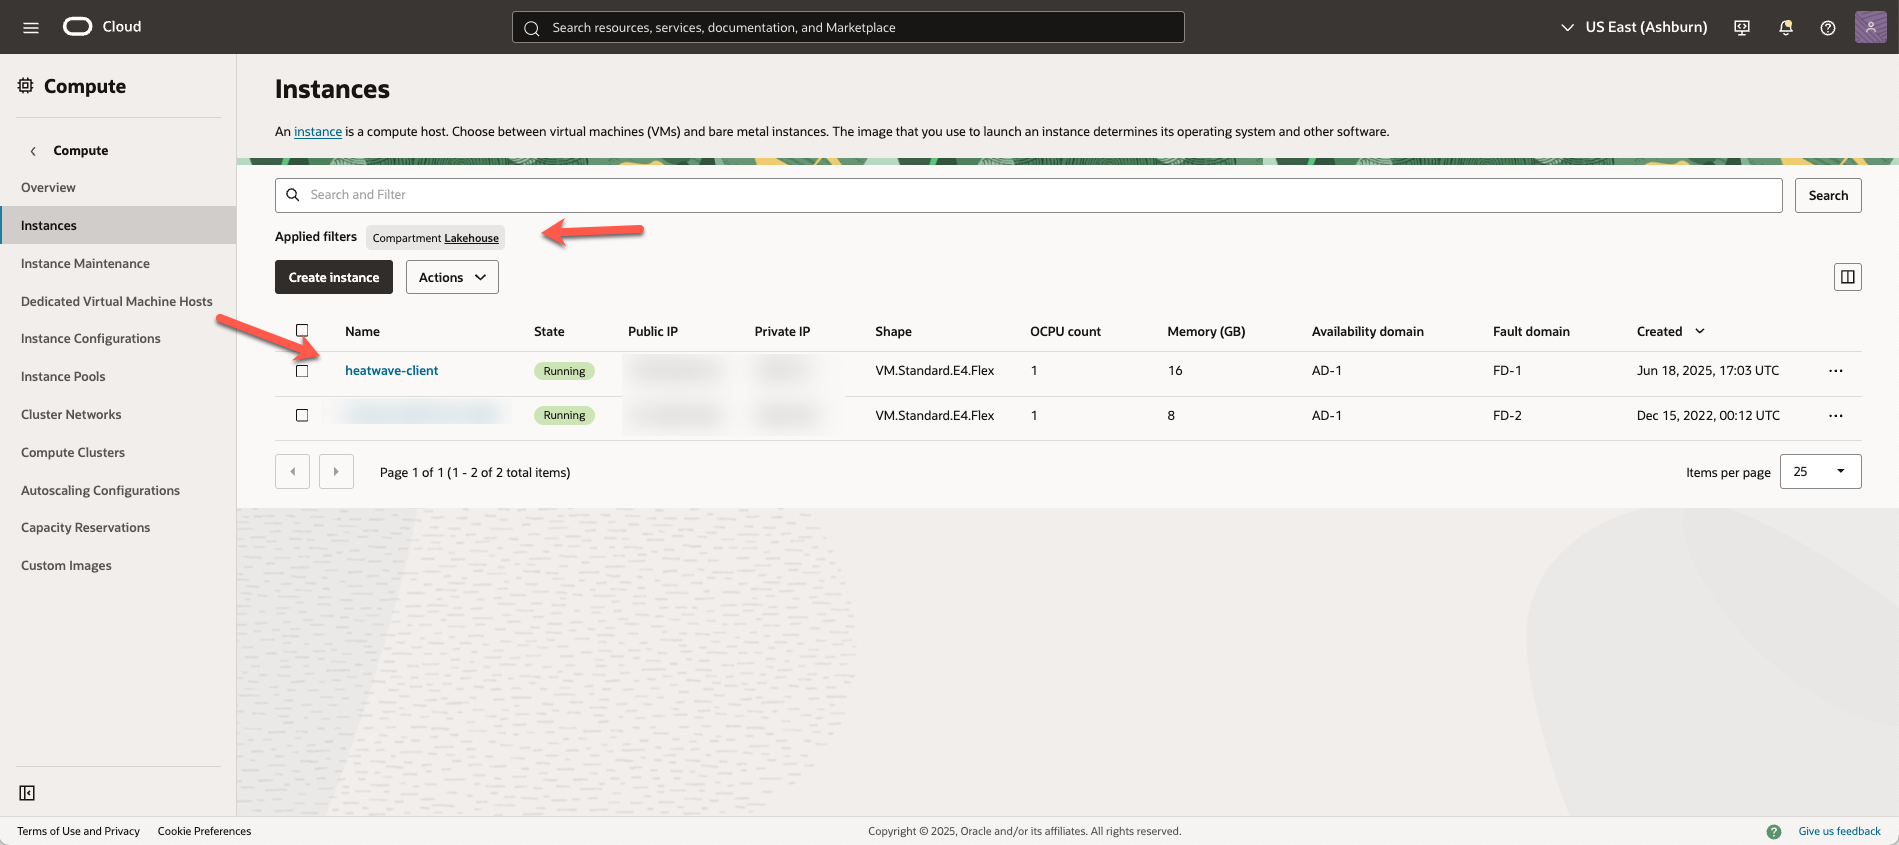 Cloud
Search resources, services, documentation, and Marketplace
US East (Ashburn)
Compute
Compute
Overview
Instances
Instance Maintenance
Dedicated Virtual Machine Hosts
Instance Configurations
Instance Pools
Cluster Networks
Compute Clusters
Autoscaling Configurations
Capacity Reservations
Custom Images
Instances
An instance is a compute host. Choose between virtual machines (VMs) and bare metal instances. The image that you use to launch an instance determines its operating system and other software.
Search and Filter
Search
Applied filters Compartment Lakehouse
Create instance Actions
Name State Public IP Private IP Shape OCPU count Memory (GB) Availability domain Fault domain Created
heatwave-client Running VM.Standard.E4.Flex 1 16 AD-1 FD-1 Jun 18, 2025, 17:03 UTC
Running VM.Standard.E4.Flex 1 8 AD-1 FD-2 Dec 15, 2022, 00:12 UTC
Page 1 of 1 (1 - 2 of 2 total items)
Items per page 25
Terms of Use and Privacy Cookie Preferences
Copyright © 2025, Oracle and/or its affiliates. All rights reserved.
Give us feedback